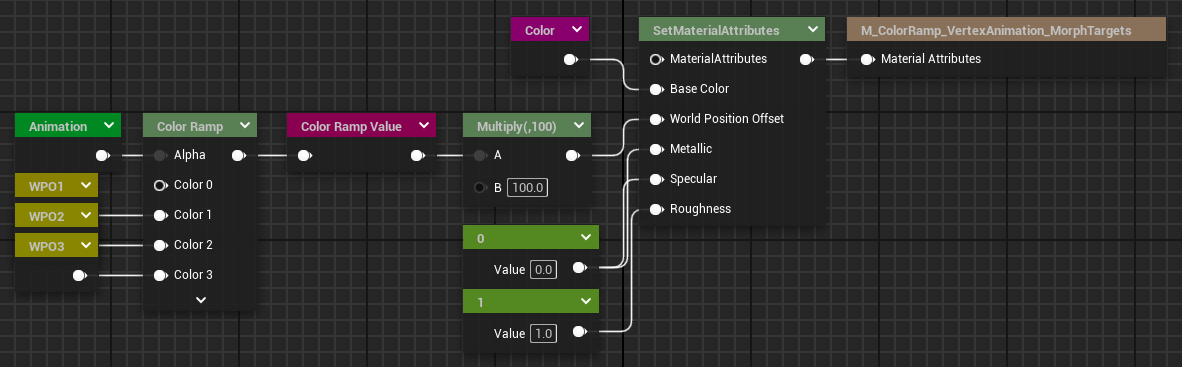 Color
SetMaterialAttributes
M_ColorRamp_VertexAnimation_MorphTargets
MaterialAttributes
Material Attributes
Base Color
World Position Offset
Metallic
Specular
Roughness
Animation
Color Ramp
Color Ramp Value
Multiply(,100)
Alpha
A
WPO1
Color 0
B 100.0
WPO2
Color 1
WPO3
Color 2
Color 3
0
Value 0.0
1
Value 1.0